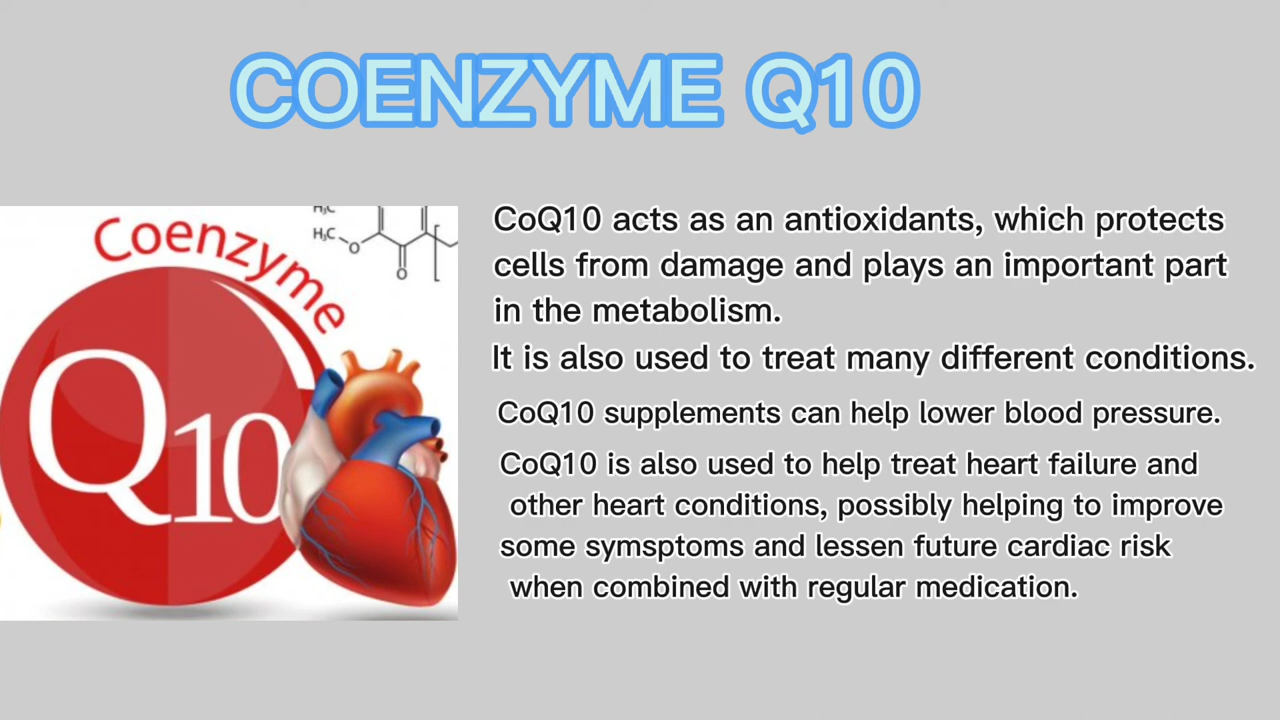 COENZYME Q10
Coenzyme
Q10
H₃C
H₃C
O
O
CoQ10 acts as an antioxidants, which protects
cells from damage and plays an important part
in the metabolism.
It is also used to treat many different conditions.
CoQ10 supplements can help lower blood pressure.
CoQ10 is also used to help treat heart failure and
other heart conditions, possibly helping to improve
some symsptoms and lessen future cardiac risk
when combined with regular medication.